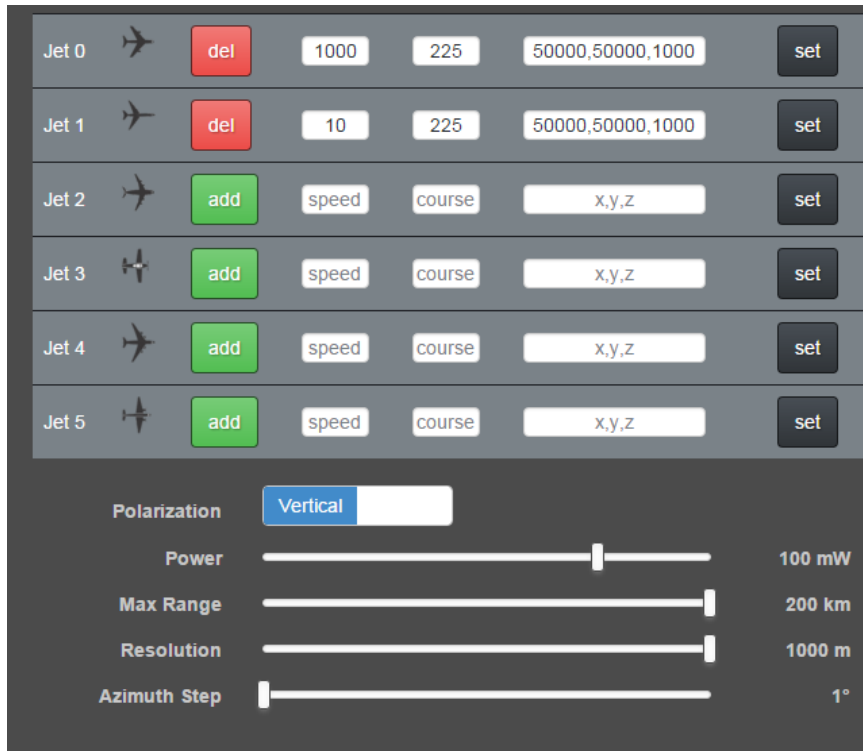 Jet 0 del 1000 225 50000,50000,1000 set
Jet 1 del 10 225 50000,50000,1000 set
Jet 2 add speed course x,y,z set
Jet 3 add speed course x,y,z set
Jet 4 add speed course x,y,z set
Jet 5 add speed course x,y,z set
Polarization Vertical
Power 100 mW
Max Range 200 km
Resolution 1000 m
Azimuth Step 1°